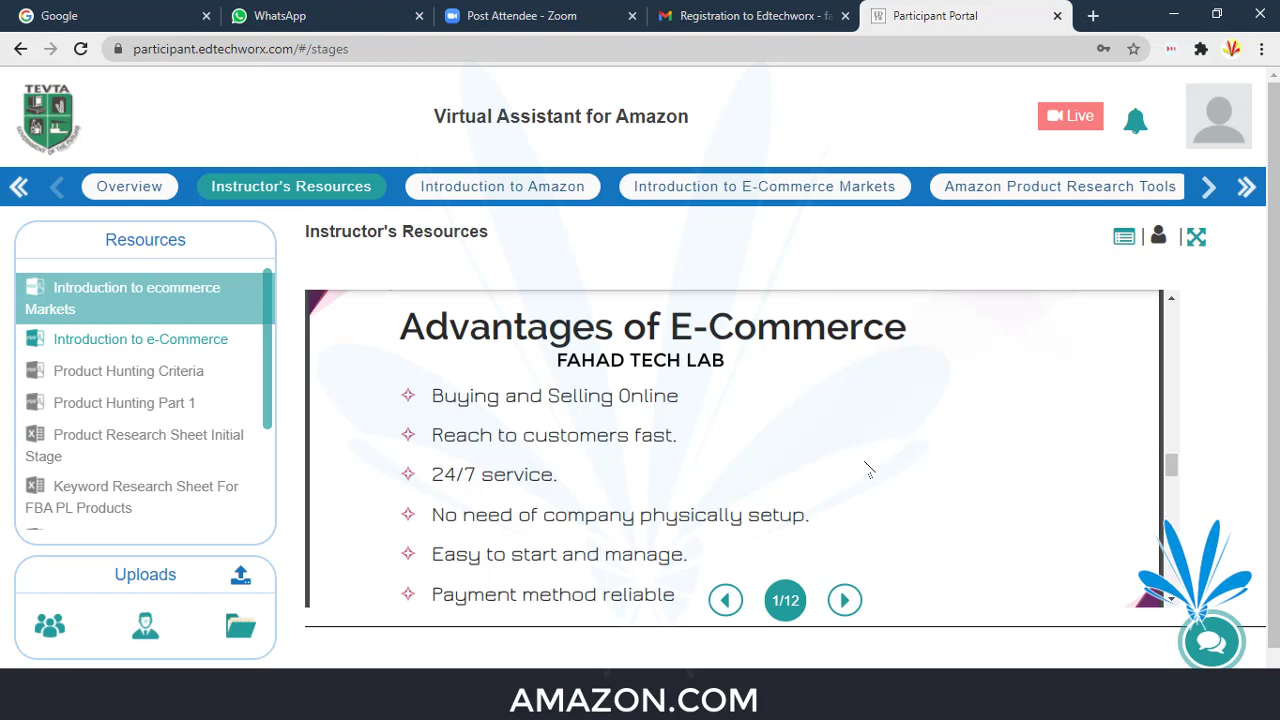 Google
WhatsApp
Post Attendee - Zoom
Registration to Edtechworx - fa
Participant Portal
participant.edtechworx.com/#/stages
TEVTA
Virtual Assistant for Amazon
Live
Overview
Instructor's Resources
Introduction to Amazon
Introduction to E-Commerce Markets
Amazon Product Research Tools
Resources
Introduction to ecommerce
Markets
Introduction to e-Commerce
Product Hunting Criteria
Product Hunting Part 1
Product Research Sheet Initial
Stage
Keyword Research Sheet For
FBA PL Products
Uploads
Instructor's Resources
Advantages of E-Commerce
FAHAD TECH LAB
Buying and Selling Online
Reach to customers fast.
24/7 service.
No need of company physically setup.
Easy to start and manage.
Payment method reliable
1/12
AMAZON.COM